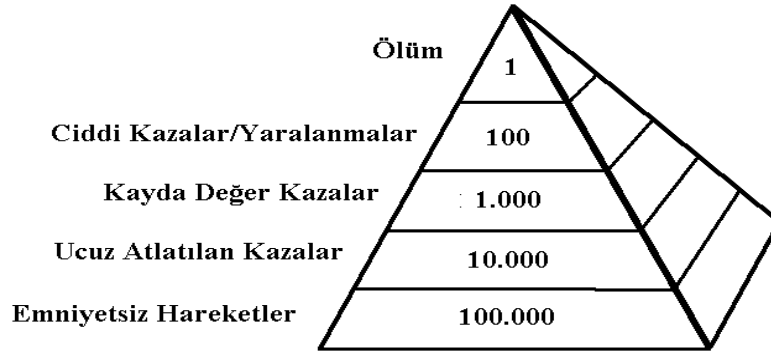 Ölüm 1
Ciddi Kazalar/Yaralanmalar 100
Kayda Değer Kazalar 1.000
Ucuz Atlatılan Kazalar 10.000
Emniyetsiz Hareketler 100.000